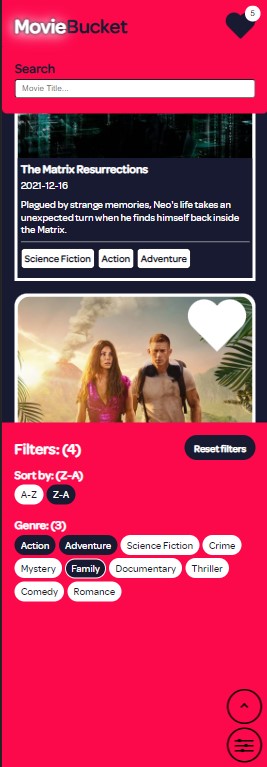 MovieBucket
5
Search
Movie Title...
The Matrix Resurrections
2021-12-16
Plagued by strange memories, Neo's life takes an
unexpected turn when he finds himself back inside
the Matrix.
Science Fiction Action Adventure
Filters: (4) Reset filters
Sort by: (Z-A)
A-Z Z-A
Genre: (3)
Action Adventure Science Fiction Crime
Mystery Family Documentary Thriller
Comedy Romance